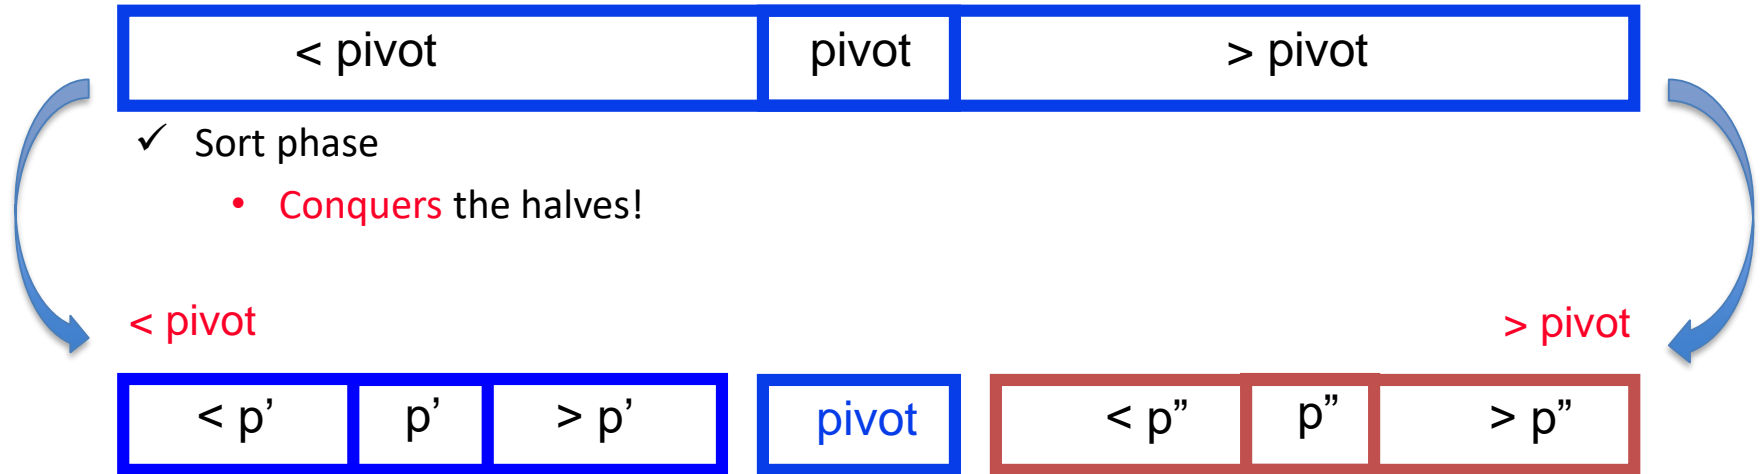 < pivot pivot > pivot
✓ Sort phase
• Conquers the halves!
< pivot > pivot
< p’ p’ > p’ pivot < p” p” > p”